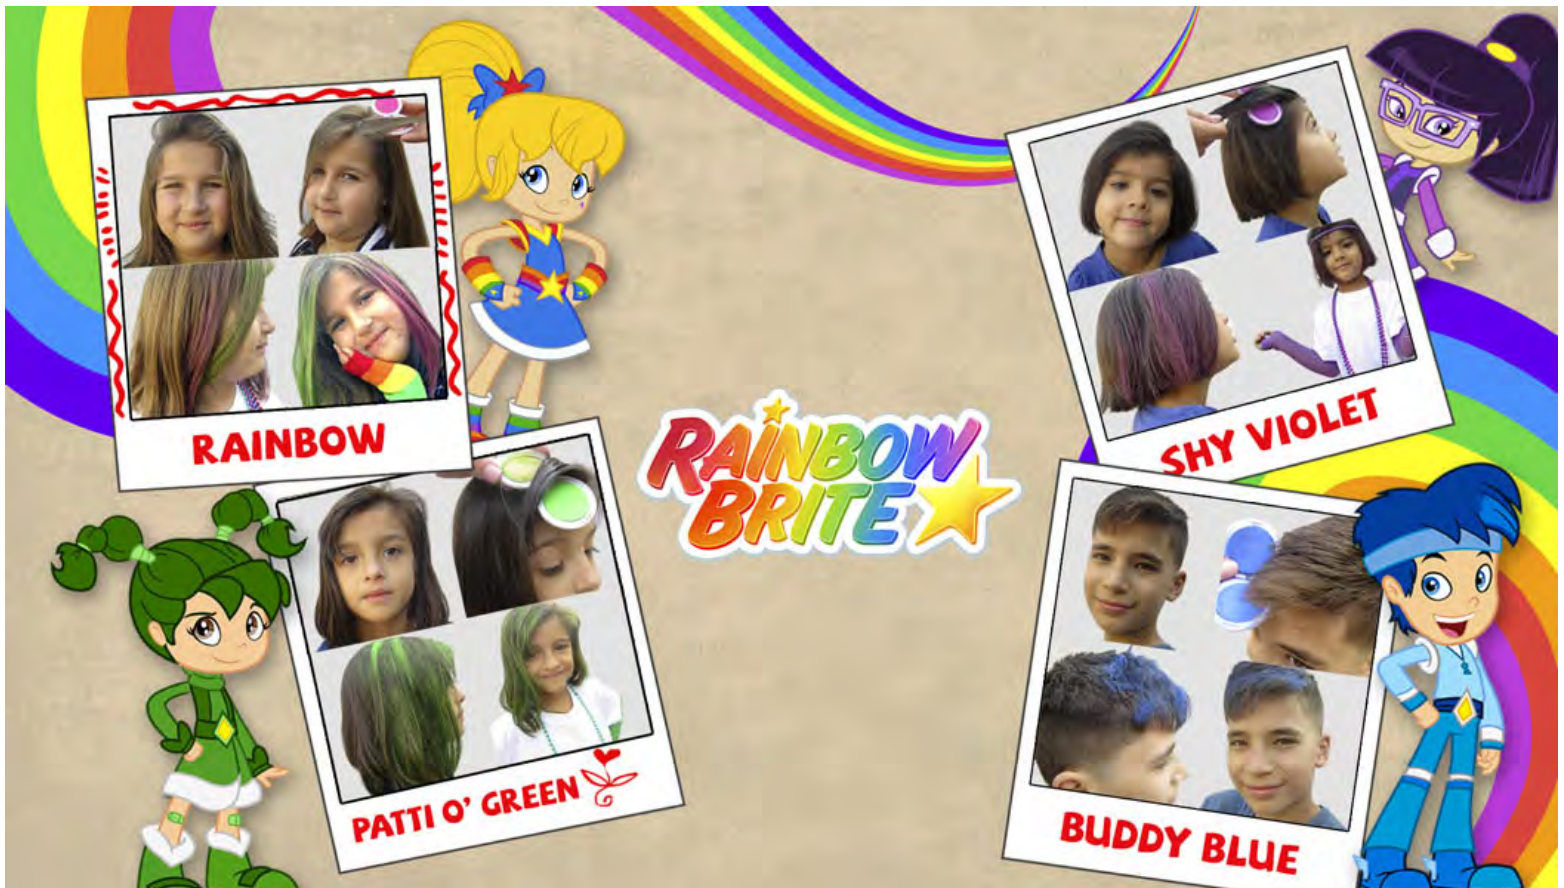 RAINBOW
SHY VIOLET
RAINBOW
BRITE
PATTI O' GREEN
BUDDY BLUE